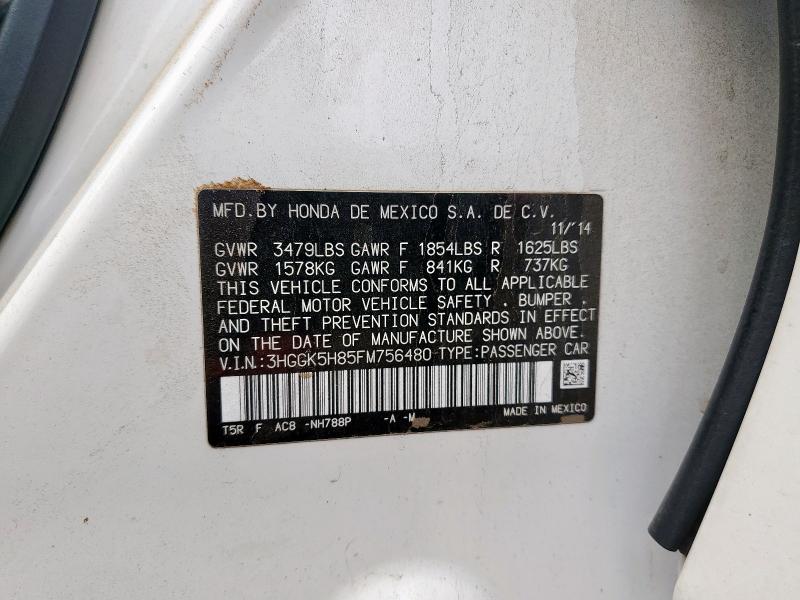 MFD.BY HONDA DE MEXICO S.A. DE C.V.
11/'14
GVWR 3479LBS GAWR F 1854LBS R 1625LBS
GVWR 1578KG GAWR F 841KG R 737KG
THIS VEHICLE CONFORMS TO ALL APPLICABLE
FEDERAL MOTOR VEHICLE SAFETY , BUMPER ,
AND THEFT PREVENTION STANDARDS IN EFFECT
ON THE DATE OF MANUFACTURE SHOWN ABOVE.
V.I.N.:3HGGK5H85FM756480 TYPE:PASSENGER CAR
T5R F AC8 -NH788P -A -M MADE IN MEXICO